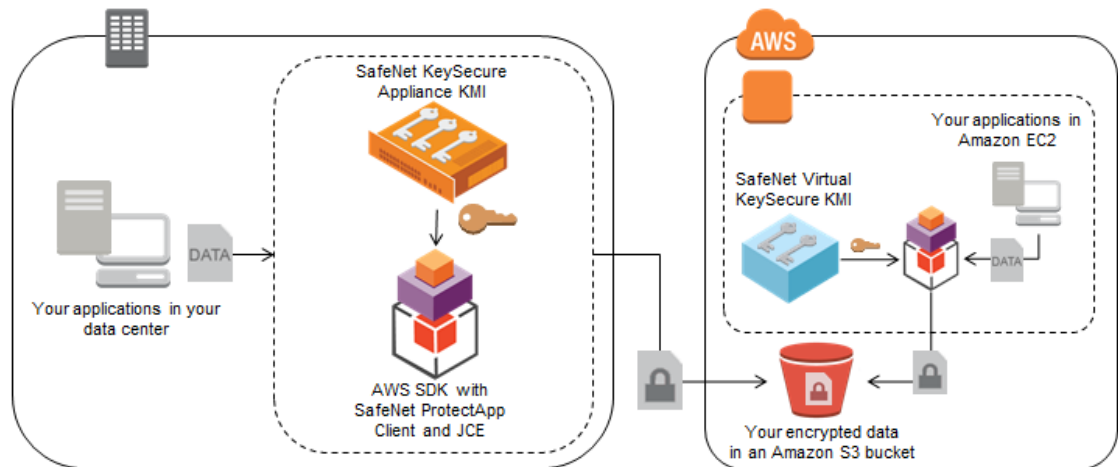 SafeNet KeySecure
Appliance KMI
DATA
Your applications in your
data center
AWS SDK with
SafeNet ProtectApp
Client and JCE
AWS
Your applications in
Amazon EC2
SafeNet Virtual
KeySecure KMI
DATA
Your encrypted data
in an Amazon S3 bucket